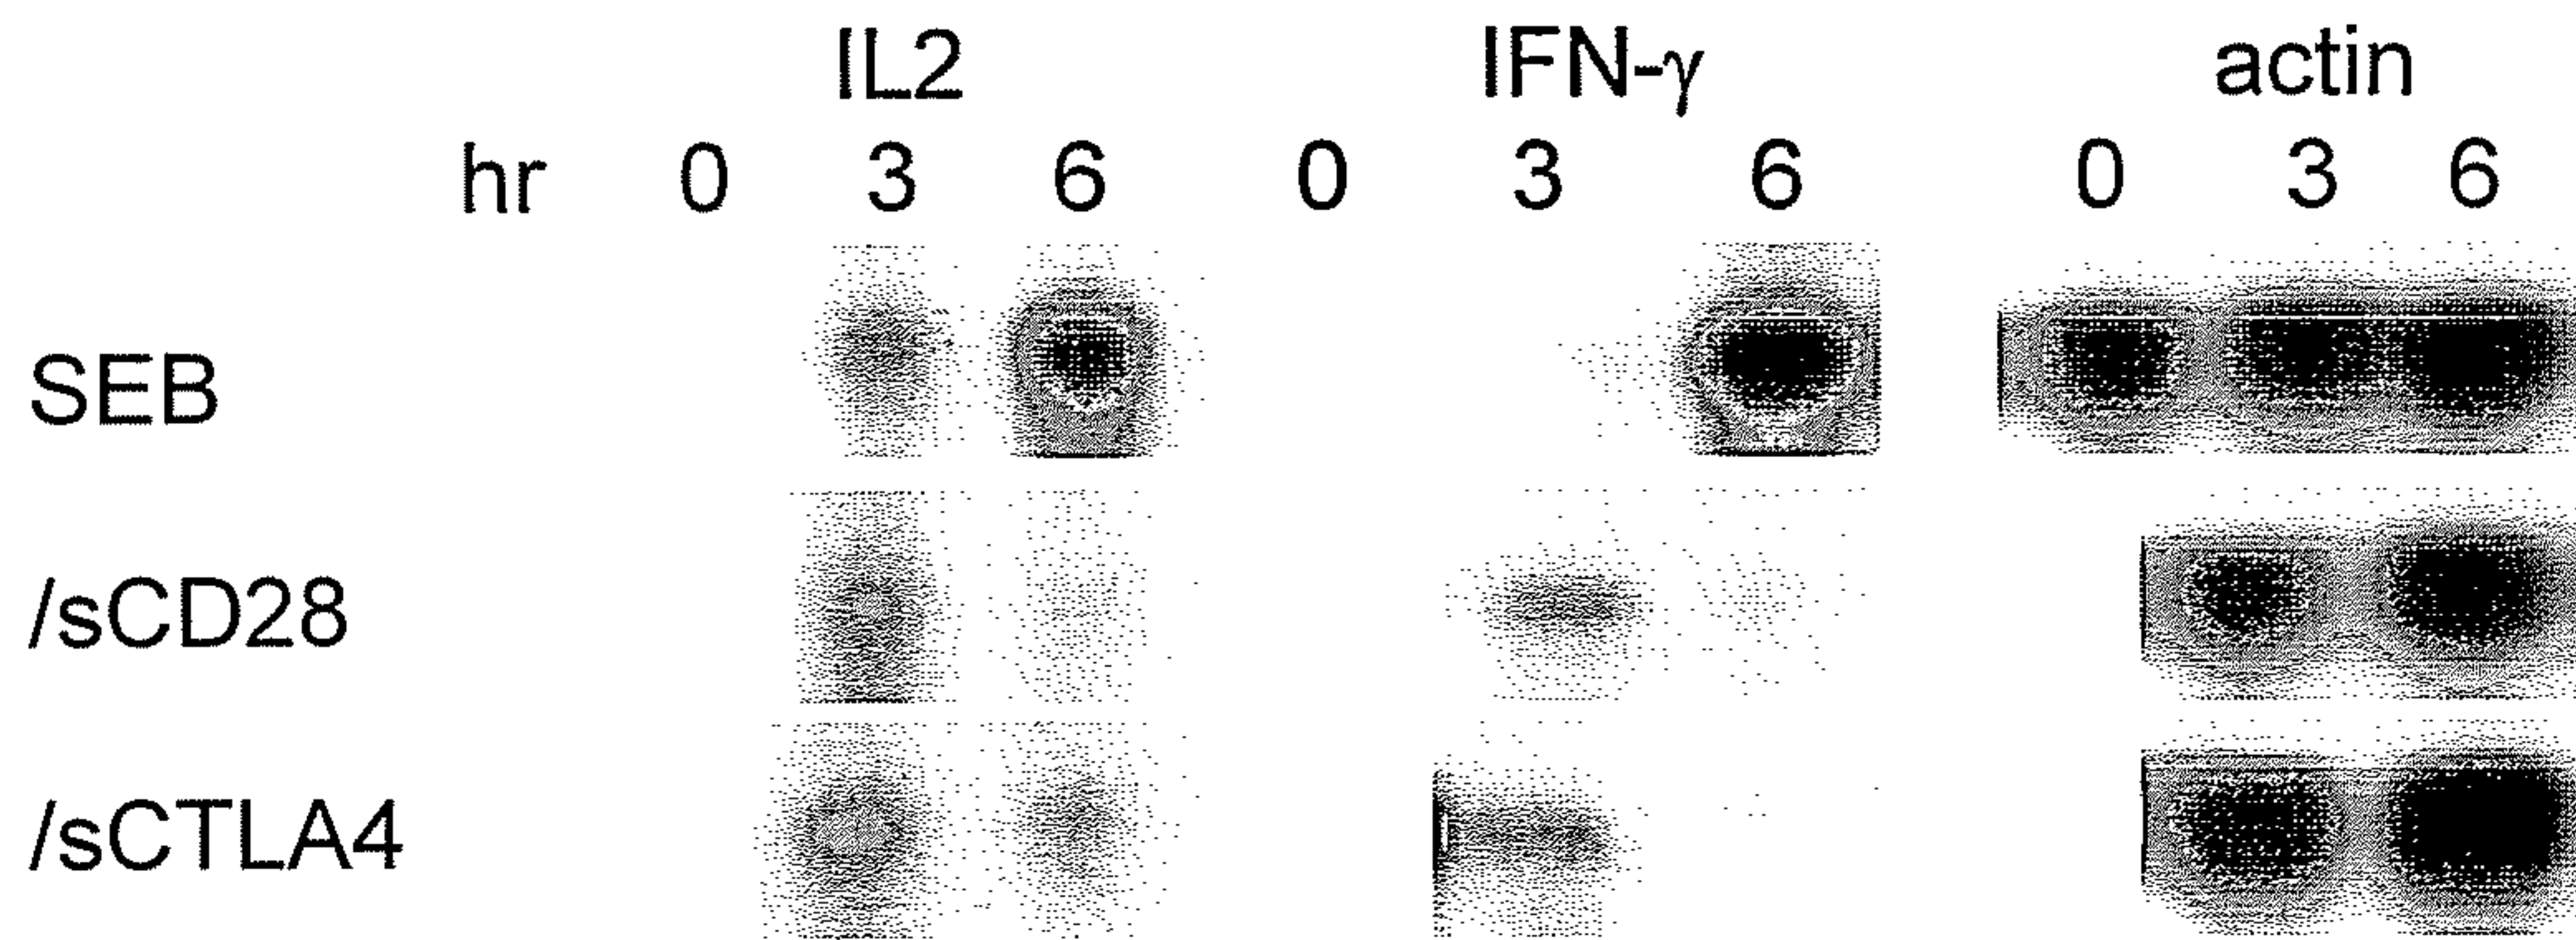 IL2 IFN-γ actin
hr 0 3 6 0 3 6 0 3 6
SEB
/sCD28
/sCTLA4